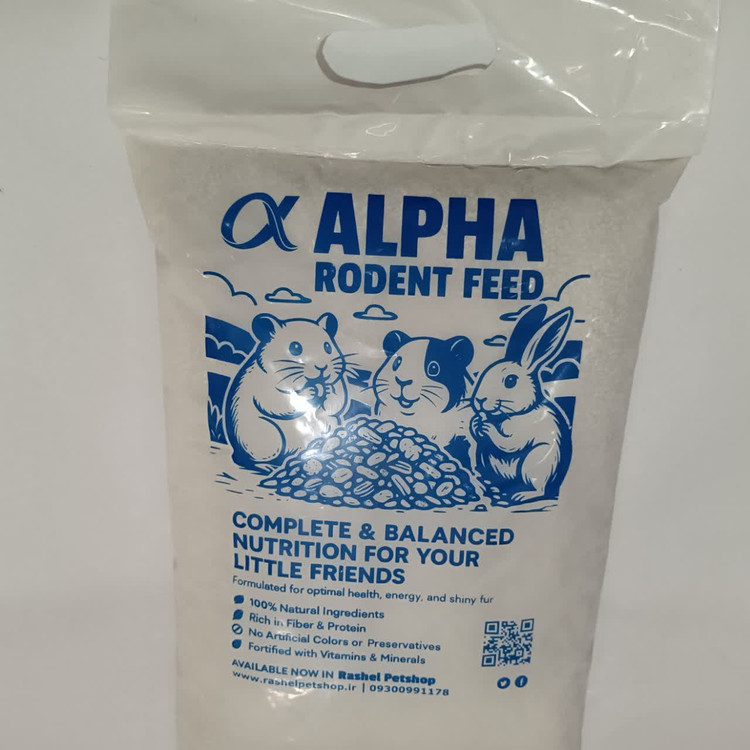 α ALPHA
RODENT FEED
COMPLETE & BALANCED
NUTRITION FOR YOUR
LITTLE FRIENDS
Formulated for optimal health, energy, and shiny fur
100% Natural Ingredients
Rich in Fiber & Protein
No Artificial Colors or Preservatives
Fortified with Vitamins & Minerals
AVAILABLE NOW IN Rashel Petshop
www.rashelpetshop.ir | 09300991178